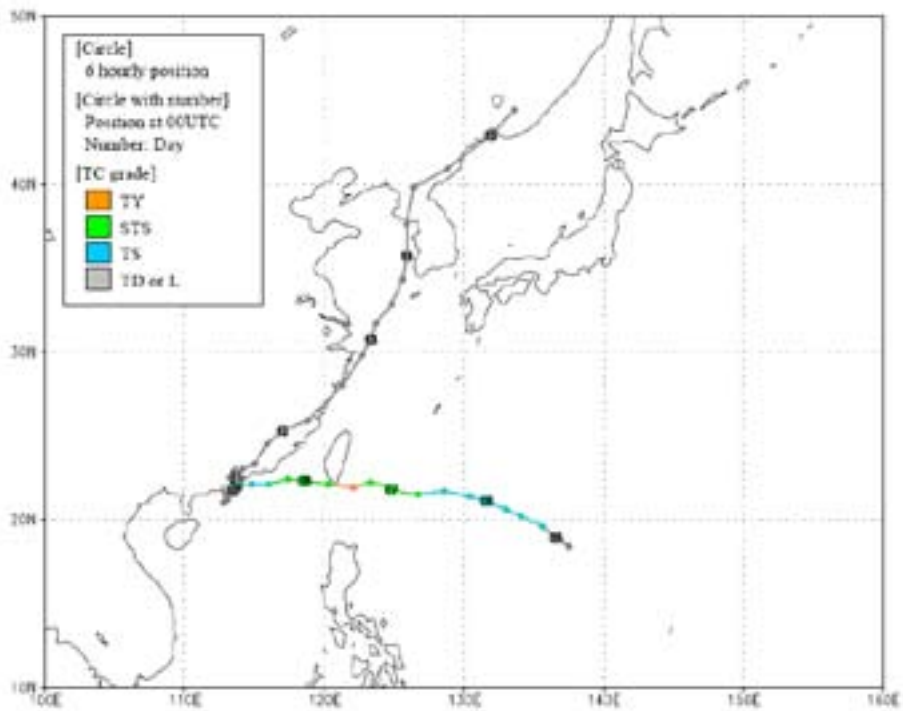 50N
[Circle]
6 hourly position
[Circle with number]
Position at 00UTC
Number: Day
[TC grade]
TY
STS
TS
TD or L
40N
30N
20N
10N
100E 110E 120E 130E 140E 150E 160E